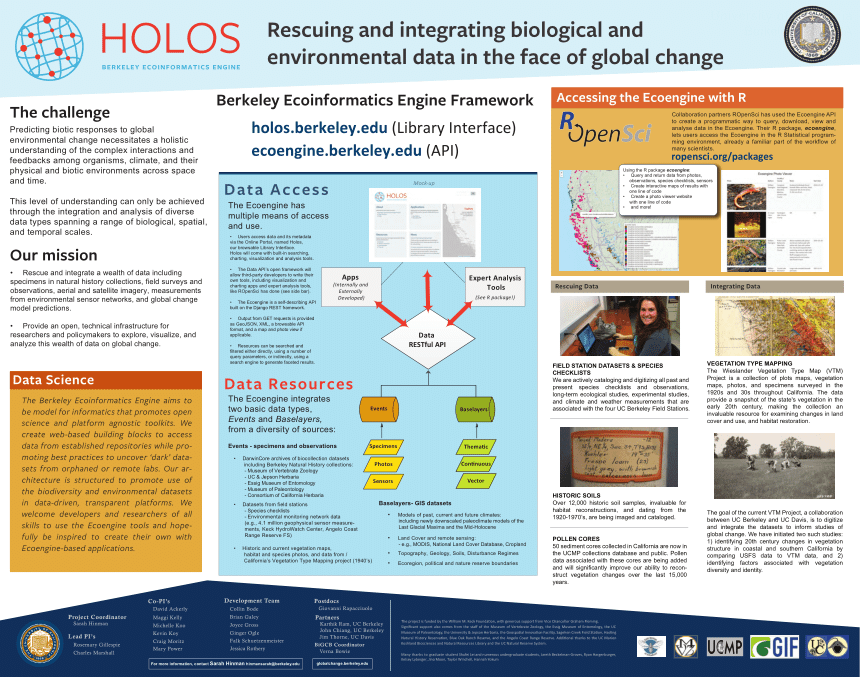 HOLOS
BERKELEY ECOINFORMATICS ENGINE
Rescuing and integrating biological and
environmental data in the face of global change
The challenge
Predicting biotic responses to global
environmental change necessitates a holistic
understanding of the complex interactions and
feedbacks among organisms, climate, and their
physical and biotic environments across space
and time.
This level of understanding can only be achieved
through the integration and analysis of diverse
data types spanning a range of biological, spatial,
and temporal scales.
Our mission
• Rescue and integrate a wealth of data including
specimens in natural history collections, field surveys and
observations, aerial and satellite imagery, measurements
from environmental sensor networks, and global change
model predictions.
• Provide an open, technical infrastructure for
researchers and policymakers to explore, visualize, and
analyze this wealth of data on global change.
Data Science
The Berkeley Ecoinformatics Engine aims to
be model for informatics that promotes open
science and platform agnostic toolkits. We
create web-based building blocks to access
data from established repositories while pro-
moting best practices to uncover 'dark' data-
sets from orphaned or remote labs. Our ar-
chitecture is structured to promote use of
the biodiversity and environmental datasets
in data-driven, transparent platforms. We
welcome developers and researchers of all
skills to use the Ecoengine tools and hope-
fully be inspired to create their own with
Ecoengine-based applications.
Berkeley Ecoinformatics Engine Framework
holos.berkeley.edu (Library Interface)
ecoengine.berkeley.edu (API)
Data Access
The Ecoengine has
multiple means of access
and use.
• Users access data and its metadata
via the Online Portal, named Holos,
our browsable Library Interface.
Holos will come with built-in searching,
charting, visualization and analysis tools.
• The Data API's open framework will
allow third-party developers to write their
own tools, including visualization and
charting apps and expert analysis tools,
like ROpenSci has done (see side bar).
• The Ecoengine is a self-describing API
built on the Django REST framework.
• Output from GET requests is provided
as GeoJSON, XML, a browsable API
format, and a map and photo view if
applicable.
• Resources can be searched and
filtered either directly, using a number of
query parameters, or indirectly, using a
search engine to generate faceted results.
Mock-up
HOLOS
Apps
(Internally and
Externally
Developed)
Expert Analysis
Tools
(See R package!)
Data
RESTful API
Data Resources
The Ecoengine integrates
two basic data types,
Events and Baselayers,
from a diversity of sources:
Events
Baselayers
Specimens
Photos
Sensors
Thematic
Continuous
Vector
Events - specimens and observations
• DarwinCore archives of biocollection datasets
including Berkeley Natural History collections:
- Museum of Vertebrate Zoology
- UC & Jepson Herbaria
- Essig Museum of Entomology
- Museum of Paleontology
- Consortium of California Herbaria
• Datasets from field stations
- Species checklists
- Environmental monitoring network data
(e.g., 4.1 million geophysical sensor measure-
ments, Keck HydroWatch Center, Angelo Coast
Range Reserve FS)
• Historic and current vegetation maps,
habitat and species photos, and data from /
California's Vegetation Type Mapping project (1940's)
Baselayers- GIS datasets
• Models of past, current and future climates:
including newly downscaled paleoclimate models of the
Last Glacial Maxima and the Mid-Holocene
• Land Cover and remote sensing:
- e.g., MODIS, National Land Cover Database, Cropland
• Topography, Geology, Soils, Disturbance Regimes
• Ecoregion, political and nature reserve boundaries
Accessing the Ecoengine with R
ROpenSci
Collaboration partners ROpenSci has used the Ecoengine API
to create a programmatic way to query, download, view and
analyse data in the Ecoengine. Their R package, ecoengine,
lets users access the Ecoengine in the R Statistical program-
ming environment, already a familiar part of the workflow of
many scientists.
ropensci.org/packages
Using the R package ecoengine:
• Query and return data from photos,
observations, species checklists, sensors
• Create interactive maps of results with
one line of code
• Create a photo viewer website
with one line of code
• and more!
Rescuing Data
FIELD STATION DATASETS & SPECIES
CHECKLISTS
We are actively cataloging and digitizing all past and
present species checklists and observations,
long-term ecological studies, experimental studies,
and climate and weather measurements that are
associated with the four UC Berkeley Field Stations.
HISTORIC SOILS
Over 12,000 historic soil samples, invaluable for
habitat reconstructions, and dating from the
1920-1970's, are being imaged and cataloged.
POLLEN CORES
50 sediment cores collected in California are now in
the UCMP collections database and public. Pollen
data associated with these cores are being added
and will significantly improve our ability to recon-
struct vegetation changes over the last 15,000
years.
Integrating Data
VEGETATION TYPE MAPPING
The Wieslander Vegetation Type Map (VTM)
Project is a collection of plots maps, vegetation
maps, photos, and specimens surveyed in the
1920s and 30s throughout California. The data
provide a snapshot of the state's vegetation in the
early 20th century, making the collection an
invaluable resource for examining changes in land
cover and use, and habitat restoration.
The goal of the current VTM Project, a collaboration
between UC Berkeley and UC Davis, is to digitize
and integrate the datasets to inform studies of
global change. We have initiated two such studies:
1) identifying 20th century changes in vegetation
structure in coastal and southern California by
comparing USFS data to VTM data, and 2)
identifying factors associated with vegetation
diversity and identity.
Project Coordinator
Sarah Hinman
Lead PI's
Rosemary Gillespie
Charles Marshall
Co-PI's
David Ackerly
Maggi Kelly
Michelle Koo
Kevin Koy
Craig Moritz
Mary Power
Development Team
Collin Bode
Brian Galey
Joyce Gross
Ginger Ogle
Falk Schuetzenmeister
Jessica Rothery
Postdocs
Giovanni Rapacciuolo
Partners
Karthik Ram, UC Berkeley
John Chiang, UC Berkeley
Jim Thorne, UC Davis
BiGCB Coordinator
Verna Bowie
For more information, contact Sarah Hinman hinmansarah@berkeley.edu
globalchange.berkeley.edu
UCMP
GIF